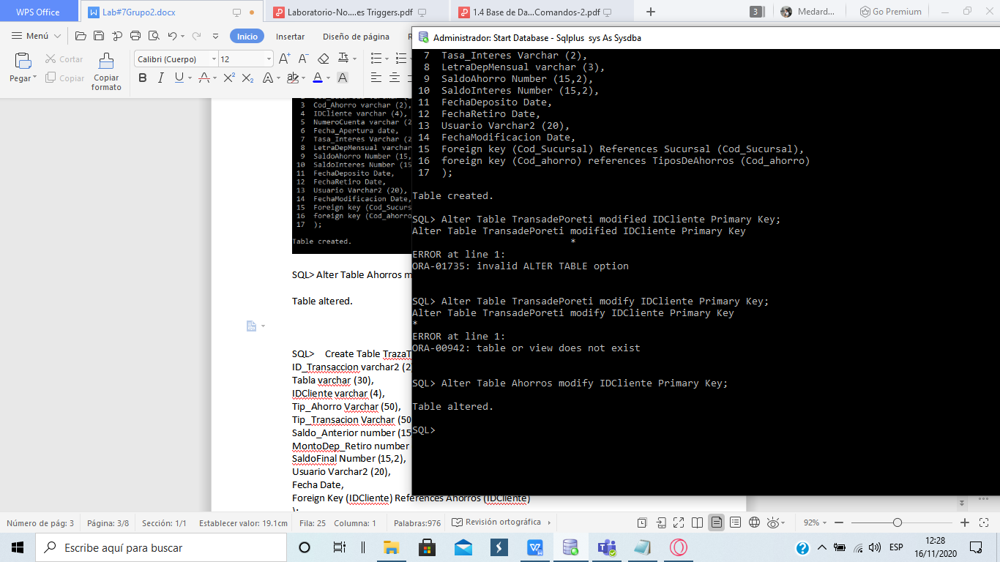 WPS Office
Lab#7Grupo2.docx
Laboratorio-No....es Triggers.pdf
1.4 Base de Da...Comandos-2.pdf
3
Medard...
Go Premium
Menú
Inicio
Insertar
Diseño de página
Administrador: Start Database - Sqlplus sys As Sysdba
Pegar
Cortar
Copiar
Copiar
formato
Calibri (Cuerpo)
12
3 Cod_Ahorro varchar (2),
4 IDCliente varchar (4),
5 NumeroCuenta varchar (2
6 Fecha_Apertura date,
7 Tasa_Interes Varchar (2
8 LetraDepMensual varchar
9 SaldoAhorro Number (15,
10 SaldoInteres Number (15
11 FechaDeposito Date,
12 FechaRetiro Date,
13 Usuario Varchar2 (20),
14 FechaModificacion Date,
15 Foreign key (Cod_Sucurs
16 foreign key (Cod_ahorro
17 );
Table created.
SQL> Alter Table Ahorros m
Table altered.
SQL> Create Table TrazaT
ID_Transaccion varchar2 (2
Tabla varchar (30),
IDCliente varchar (4),
Tip_Ahorro Varchar (50),
Tip_Transacion Varchar (50
Saldo_Anterior number (15
MontoDep_Retiro number
SaldoFinal Number (15,2),
Usuario Varchar2 (20),
Fecha Date,
Foreign Key (IDCliente) References Ahorros (IDCliente)
);
7 Tasa_Interes Varchar (2),
8 LetraDepMensual varchar (3),
9 SaldoAhorro Number (15,2),
10 SaldoInteres Number (15,2),
11 FechaDeposito Date,
12 FechaRetiro Date,
13 Usuario Varchar2 (20),
14 FechaModificacion Date,
15 Foreign key (Cod_Sucursal) References Sucursal (Cod_Sucursal),
16 foreign key (Cod_ahorro) references TiposDeAhorros (Cod_ahorro)
17 );
Table created.
SQL> Alter Table TransadePoreti modified IDCliente Primary Key;
Alter Table TransadePoreti modified IDCliente Primary Key
*
ERROR at line 1:
ORA-01735: invalid ALTER TABLE option
SQL> Alter Table TransadePoreti modify IDCliente Primary Key;
Alter Table TransadePoreti modify IDCliente Primary Key
*
ERROR at line 1:
ORA-00942: table or view does not exist
SQL> Alter Table Ahorros modify IDCliente Primary Key;
Table altered.
SQL>
Número de pág: 3
Página: 3/8
Sección: 1/1
Establecer valor: 19.1cm
Fila: 25
Columna: 1
Palabras:976
Revisión ortográfica
92%
Escribe aquí para buscar
ESP
12:28
16/11/2020